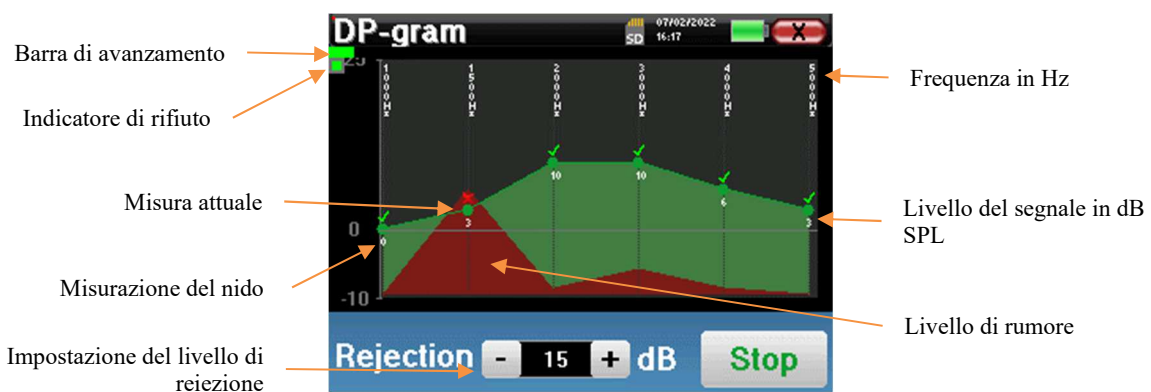 DP-gram
SD
07/02/2022
16:17
X
Barra di avanzamento
Indicatore di rifiuto
Misura attuale
Misurazione del nido
Impostazione del livello di
reiezione
25
0
-10
1000Hz
1500Hz
2000Hz
3000Hz
4000Hz
5000Hz
0
3
10
10
6
3
Frequenza in Hz
Livello del segnale in dB
SPL
Livello di rumore
Rejection - 15 + dB Stop